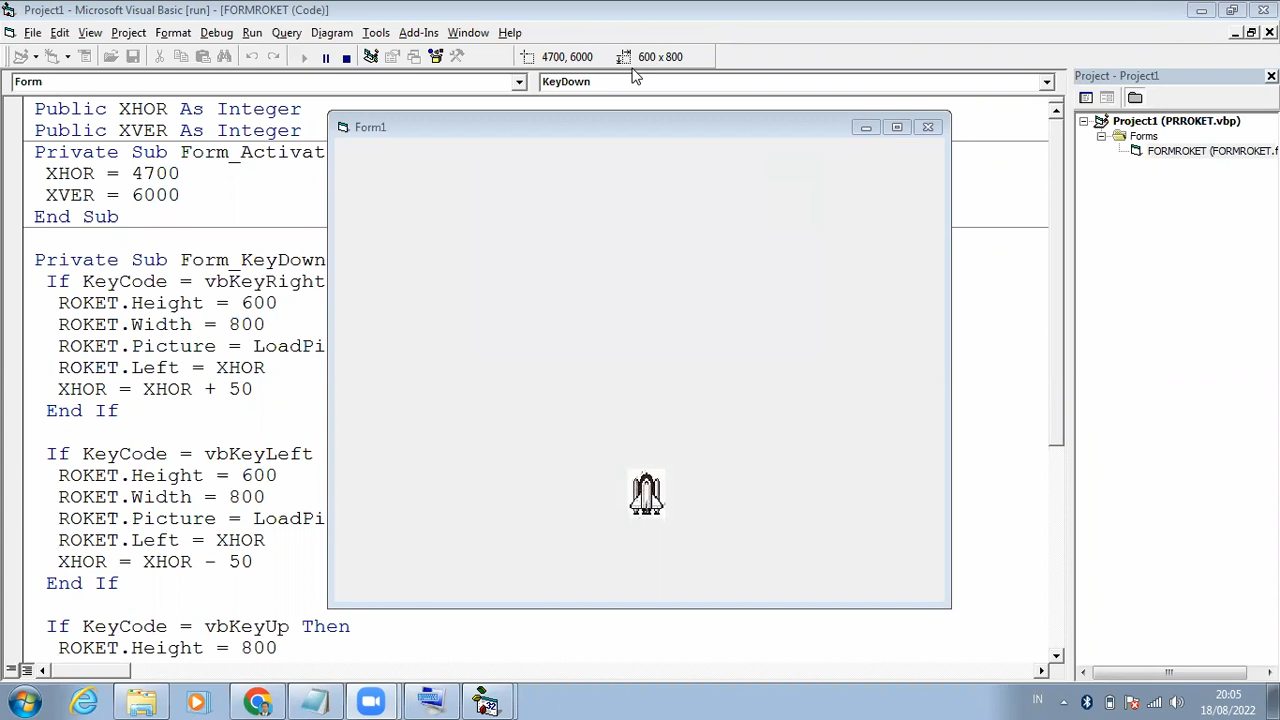 Project1 - Microsoft Visual Basic [run] - [FORMROKET (Code)]
File Edit View Project Format Debug Run Query Diagram Tools Add-Ins Window Help
4700, 6000 600 x 800
Form KeyDown
Project - Project1
Public XHOR As Integer
Public XVER As Integer
Private Sub Form_Activat
XHOR = 4700
XVER = 6000
End Sub
Private Sub Form_KeyDown
If KeyCode = vbKeyRight
ROKET.Height = 600
ROKET.Width = 800
ROKET.Picture = LoadPi
ROKET.Left = XHOR
XHOR = XHOR + 50
End If
If KeyCode = vbKeyLeft
ROKET.Height = 600
ROKET.Width = 800
ROKET.Picture = LoadPi
ROKET.Left = XHOR
XHOR = XHOR - 50
End If
If KeyCode = vbKeyUp Then
ROKET.Height = 800
Form1
Project1 (PRROKET.vbp)
Forms
FORMROKET (FORMROKET.f
IN
20:05
18/08/2022
32